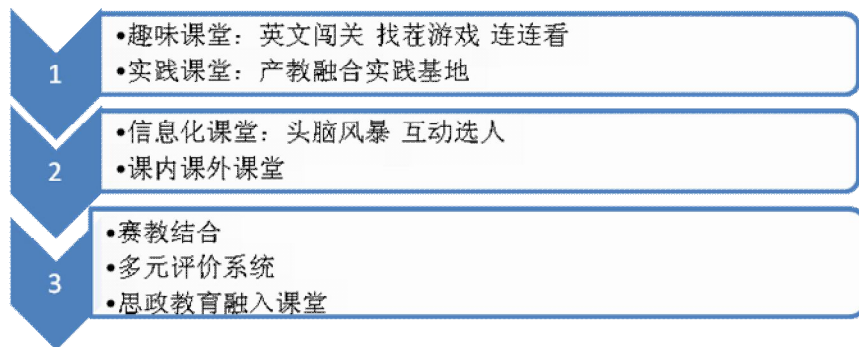 1
•趣味课堂：英文闯关 找茬游戏 连连看
•实践课堂：产教融合实践基地
2
•信息化课堂：头脑风暴 互动选人
•课内课外课堂
3
•赛教结合
•多元评价系统
•思政教育融入课堂